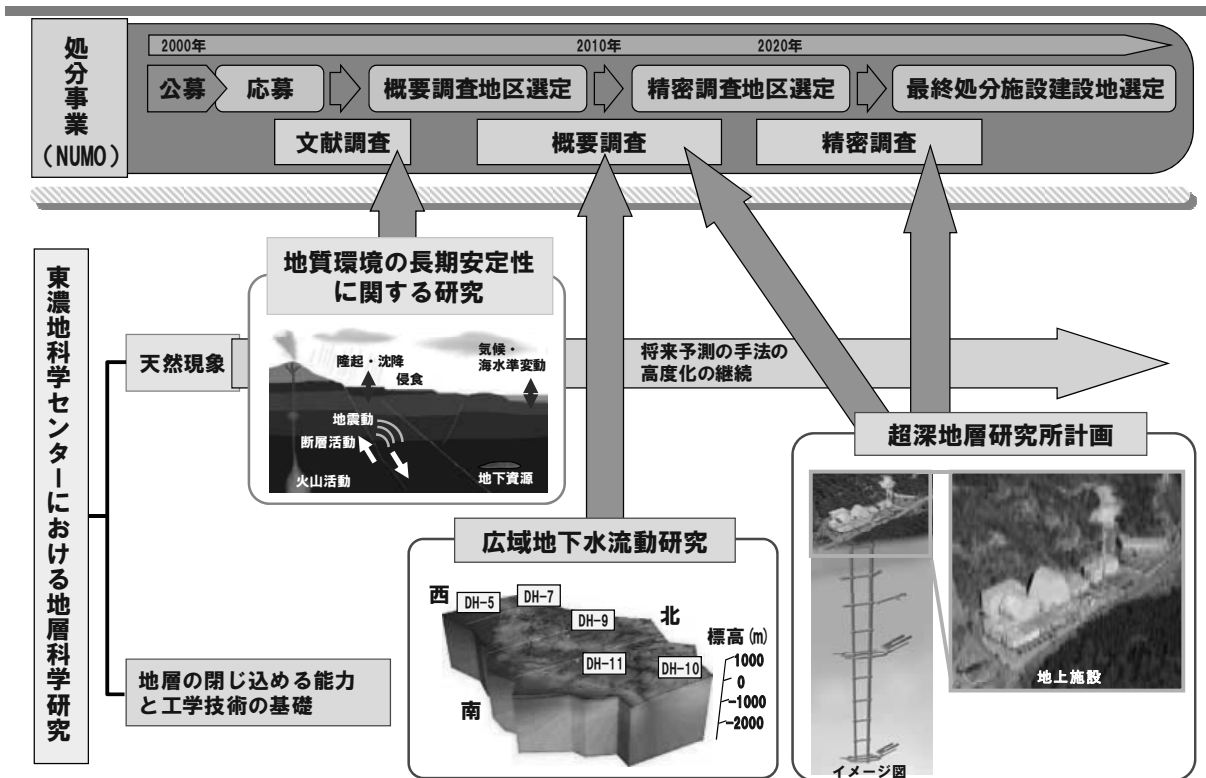 処分事業
(NUMO)
2000年
2010年
2020年
公募
応募
概要調査地区選定
精密調査地区選定
最終処分施設建設地選定
文献調査
概要調査
精密調査
東濃地科学センターにおける地層科学研究
天然現象
地質環境の長期安定性
に関する研究
隆起・沈降
侵食
気候・
海水準変動
地震動
断層活動
火山活動
地下資源
将来予測の手法の
高度化の継続
広域地下水流動研究
西
DH-5
DH-7
DH-9
北
DH-11
DH-10
南
標高(m)
1000
0
-1000
-2000
超深地層研究所計画
地上施設
イメージ図
地層の閉じ込める能力
と工学技術の基礎